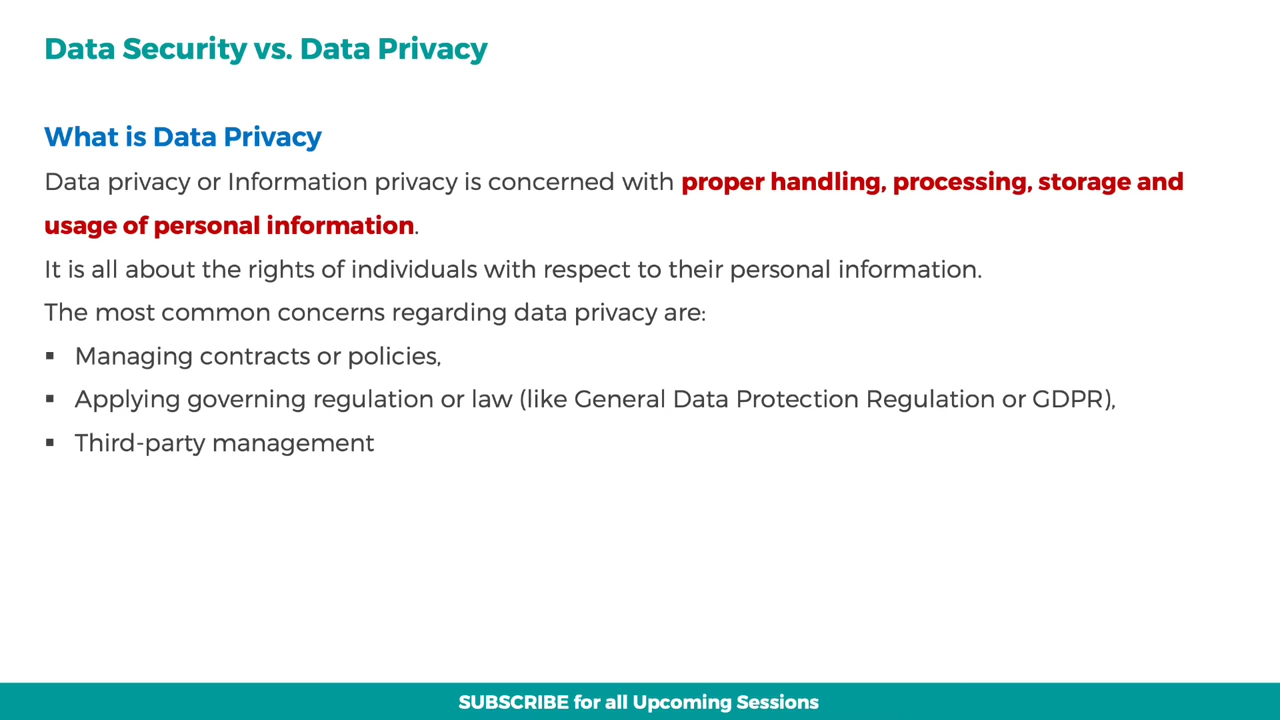 Data Security vs. Data Privacy
What is Data Privacy
Data privacy or Information privacy is concerned with proper handling, processing, storage and
usage of personal information.
It is all about the rights of individuals with respect to their personal information.
The most common concerns regarding data privacy are:
▪ Managing contracts or policies,
▪ Applying governing regulation or law (like General Data Protection Regulation or GDPR),
▪ Third-party management
SUBSCRIBE for all Upcoming Sessions